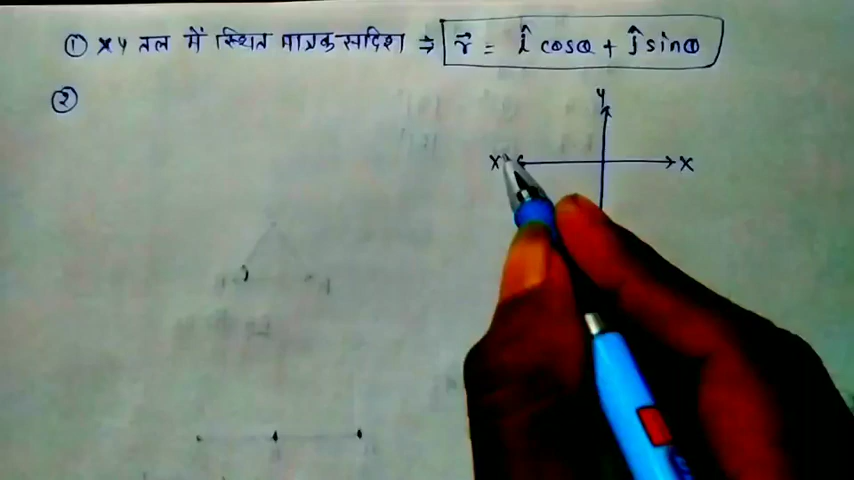 ① XY तल में स्थित मात्रक सदिश ⇒ r⃗ = î cosθ + ĵ sinθ
②
Y
X' X